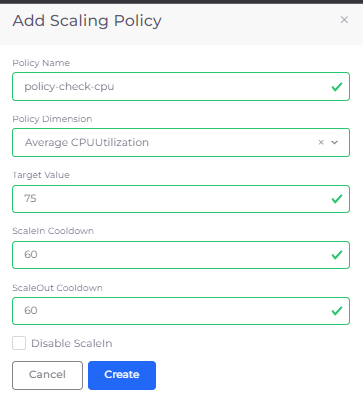 Add Scaling Policy
Policy Name
policy-check-cpu
Policy Dimension
Average CPUUtilization
Target Value
75
ScaleIn Cooldown
60
ScaleOut Cooldown
60
Disable ScaleIn
Cancel Create